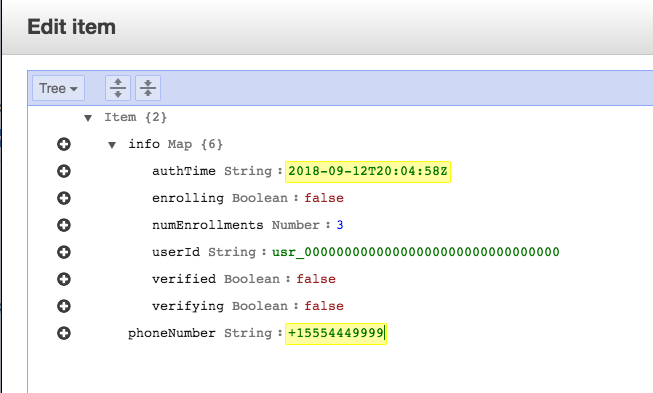 Edit item
Tree
Item {2}
info Map {6}
authTime String : 2018-09-12T20:04:58Z
enrolling Boolean : false
numEnrollments Number : 3
userId String : usr_00000000000000000000000000000000
verified Boolean : false
verifying Boolean : false
phoneNumber String : +15554449999